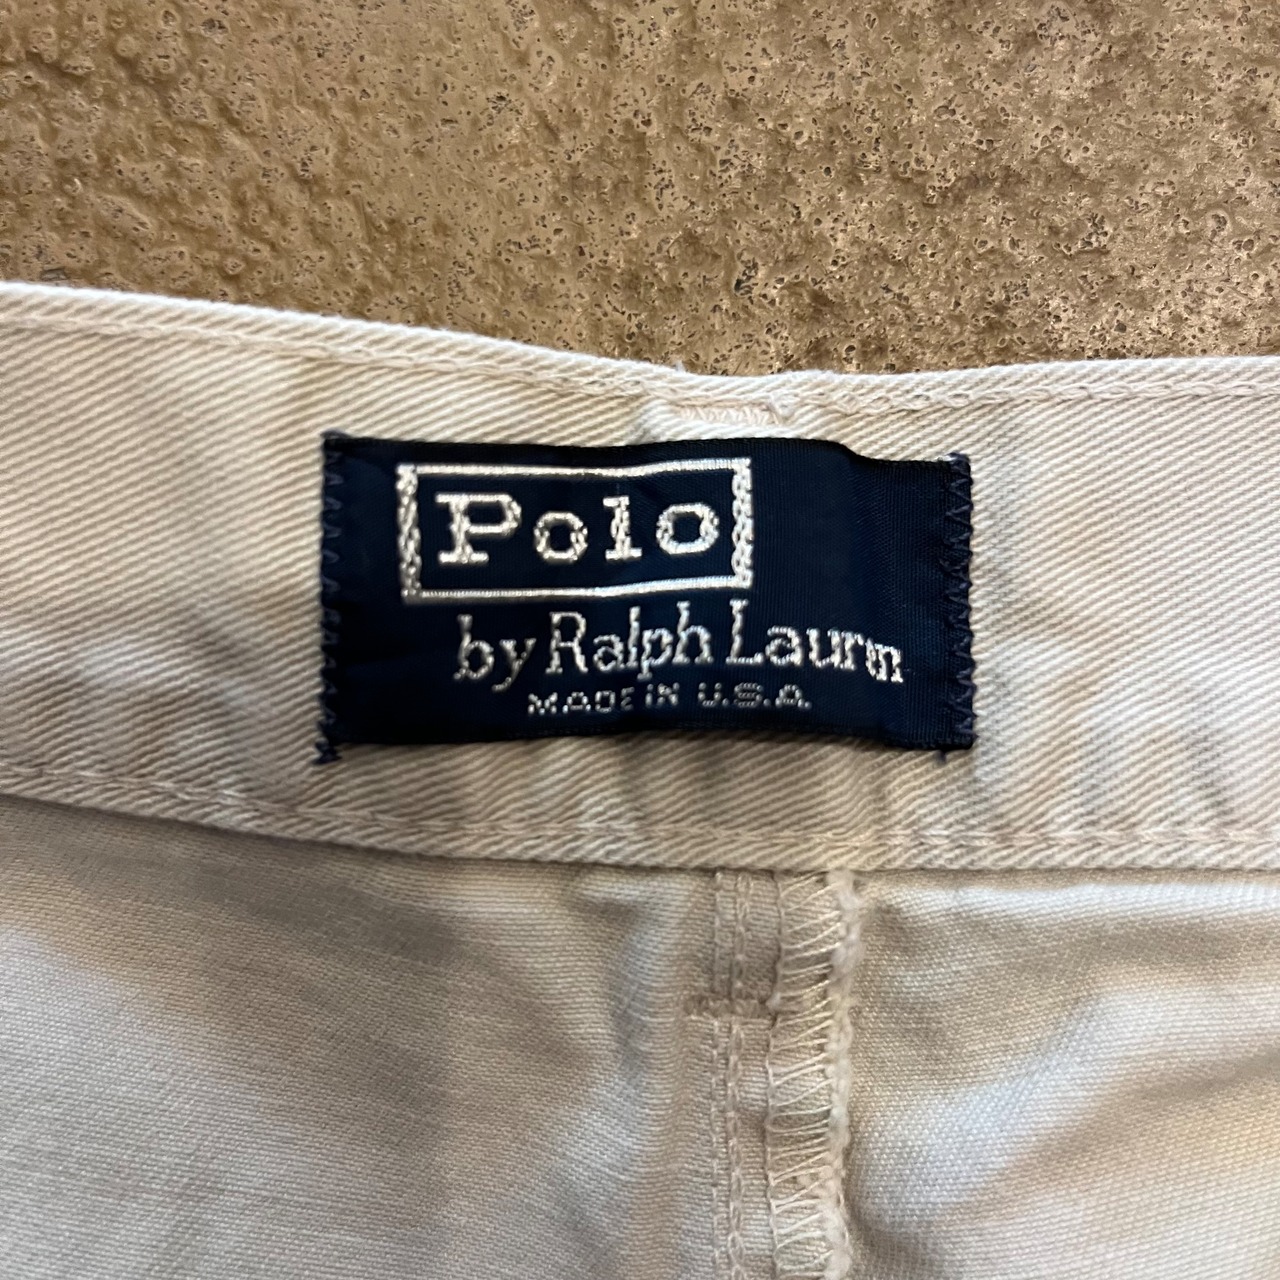 Polo
by Ralph Lauren
MADE IN U.S.A.